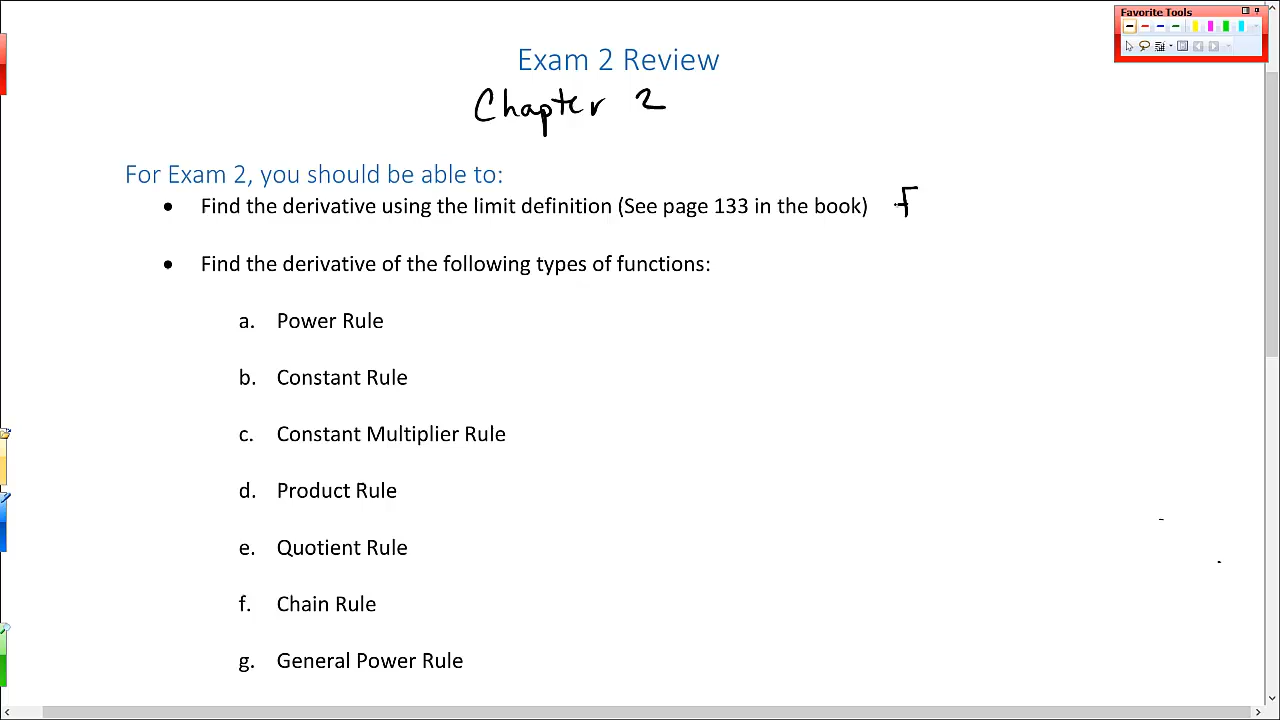 Favorite Tools
Exam 2 Review
Chapter 2
For Exam 2, you should be able to:
• Find the derivative using the limit definition (See page 133 in the book) F
• Find the derivative of the following types of functions:
a. Power Rule
b. Constant Rule
c. Constant Multiplier Rule
d. Product Rule
e. Quotient Rule
f. Chain Rule
g. General Power Rule